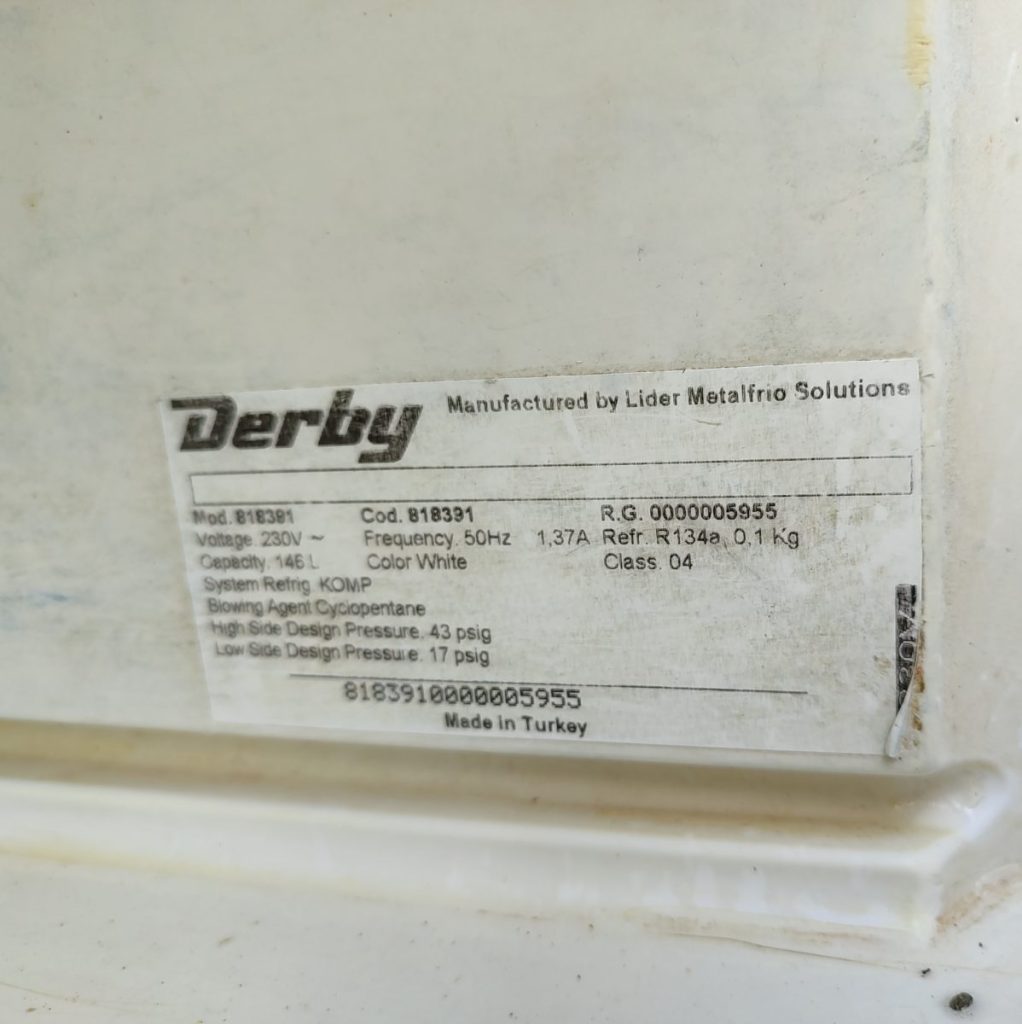 Derby
Manufactured by Lider Metalfrio Solutions
Mod. 818391 Cod. 818391 R.G. 0000005955
Voltage. 230V ~ Frequency. 50Hz 1,37A Refr. R134a, 0,1 Kg
Capacity. 146 L Color White Class. 04
System Refrig. KOMP
Blowing Agent Cyclopentane
High Side Design Pressure. 43 psig
Low Side Design Pressure. 17 psig
8183910000005955
Made in Turkey